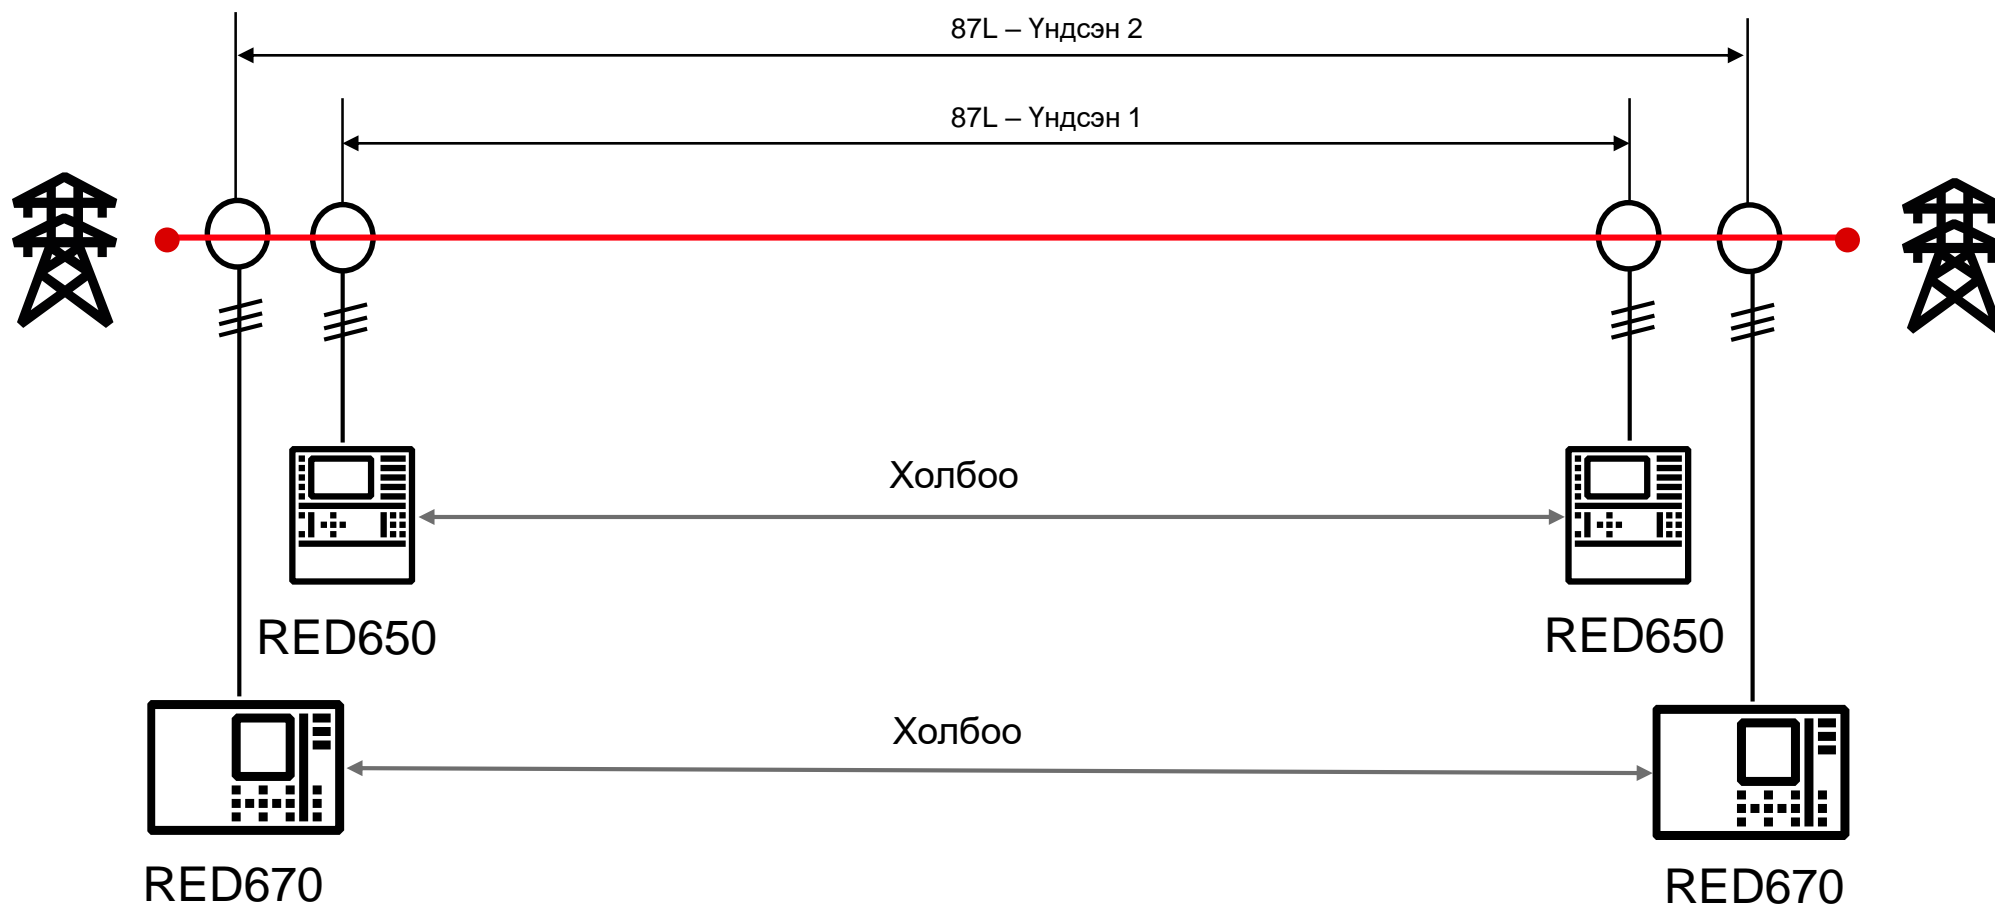 87L – Үндсэн 2
87L – Үндсэн 1
Холбоо
RED650
RED650
Холбоо
RED670
RED670